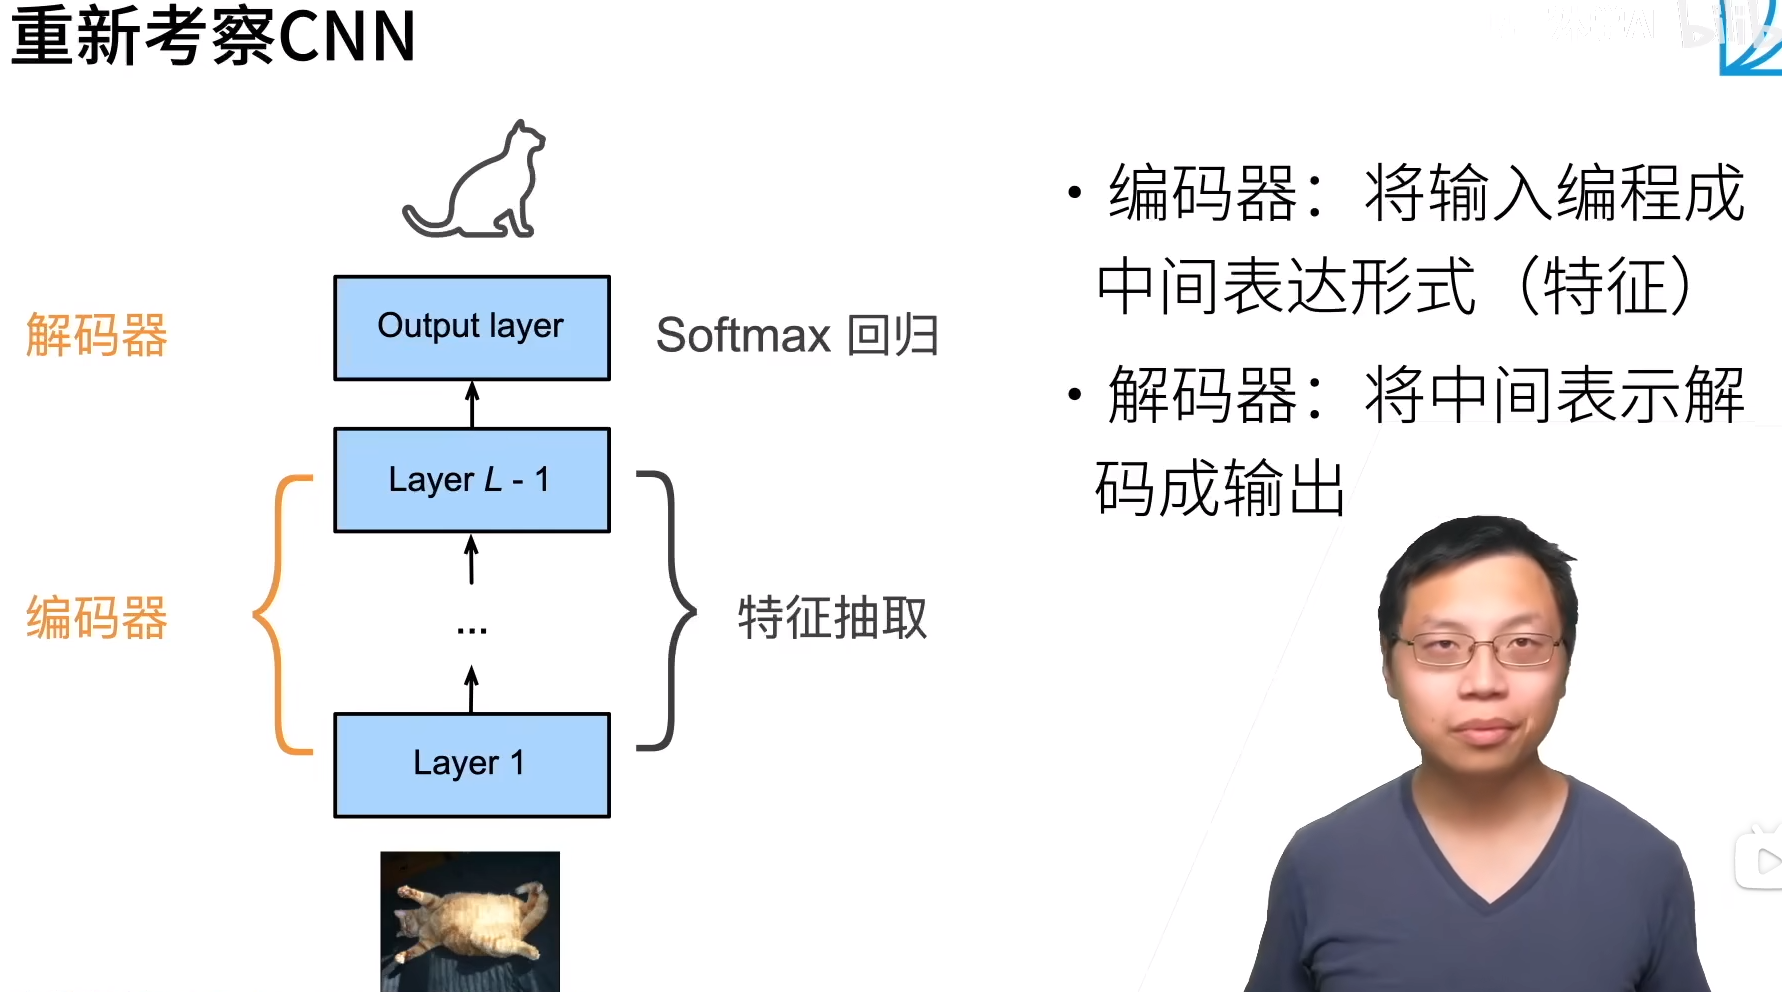 重新考察CNN
解码器
Output layer
Softmax 回归
Layer L - 1
编码器
...
特征抽取
Layer 1
• 编码器：将输入编程成
中间表达形式（特征）
• 解码器：将中间表示解
码成输出